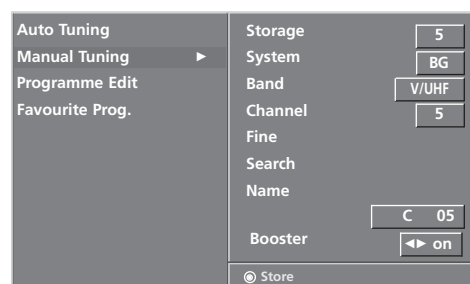 Auto Tuning
Manual Tuning ►
Programme Edit
Favourite Prog.
Storage 5
System BG
Band V/UHF
Channel 5
Fine
Search
Name
C 05
Booster ◄► on
Store